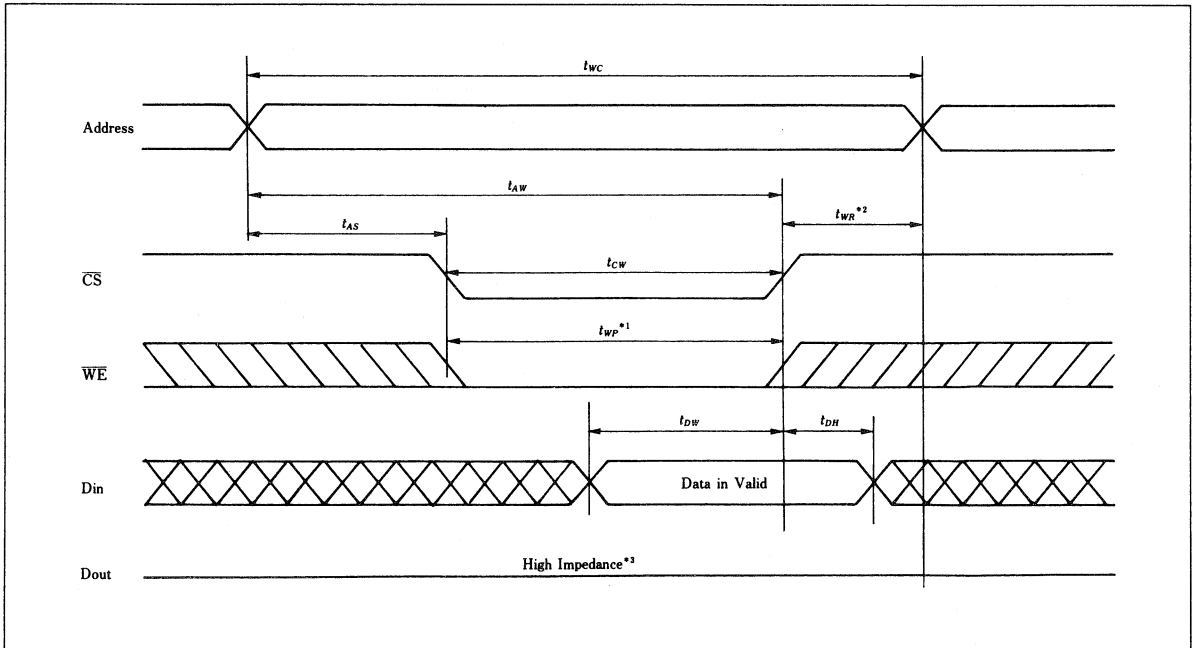 tWC
Address
tAW
tAS
tWR*2
CS
tCW
tWP*1
WE
tDW
tDH
Din
Data in Valid
Dout
High Impedance*3